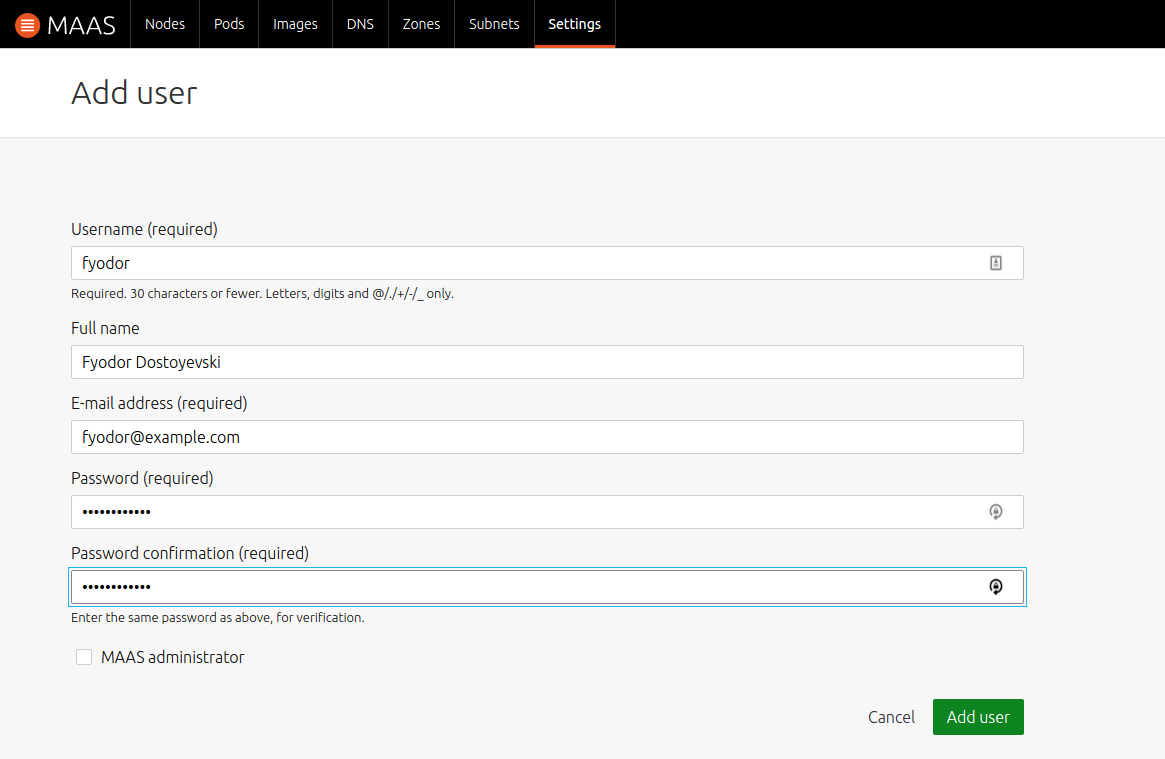 MAAS Nodes Pods Images DNS Zones Subnets Settings
Add user
Username (required)
fyodor
Required. 30 characters or fewer. Letters, digits and @/./+/-/_ only.
Full name
Fyodor Dostoyevski
E-mail address (required)
fyodor@example.com
Password (required)
••••••••••••
Password confirmation (required)
••••••••••••
Enter the same password as above, for verification.
MAAS administrator
Cancel Add user